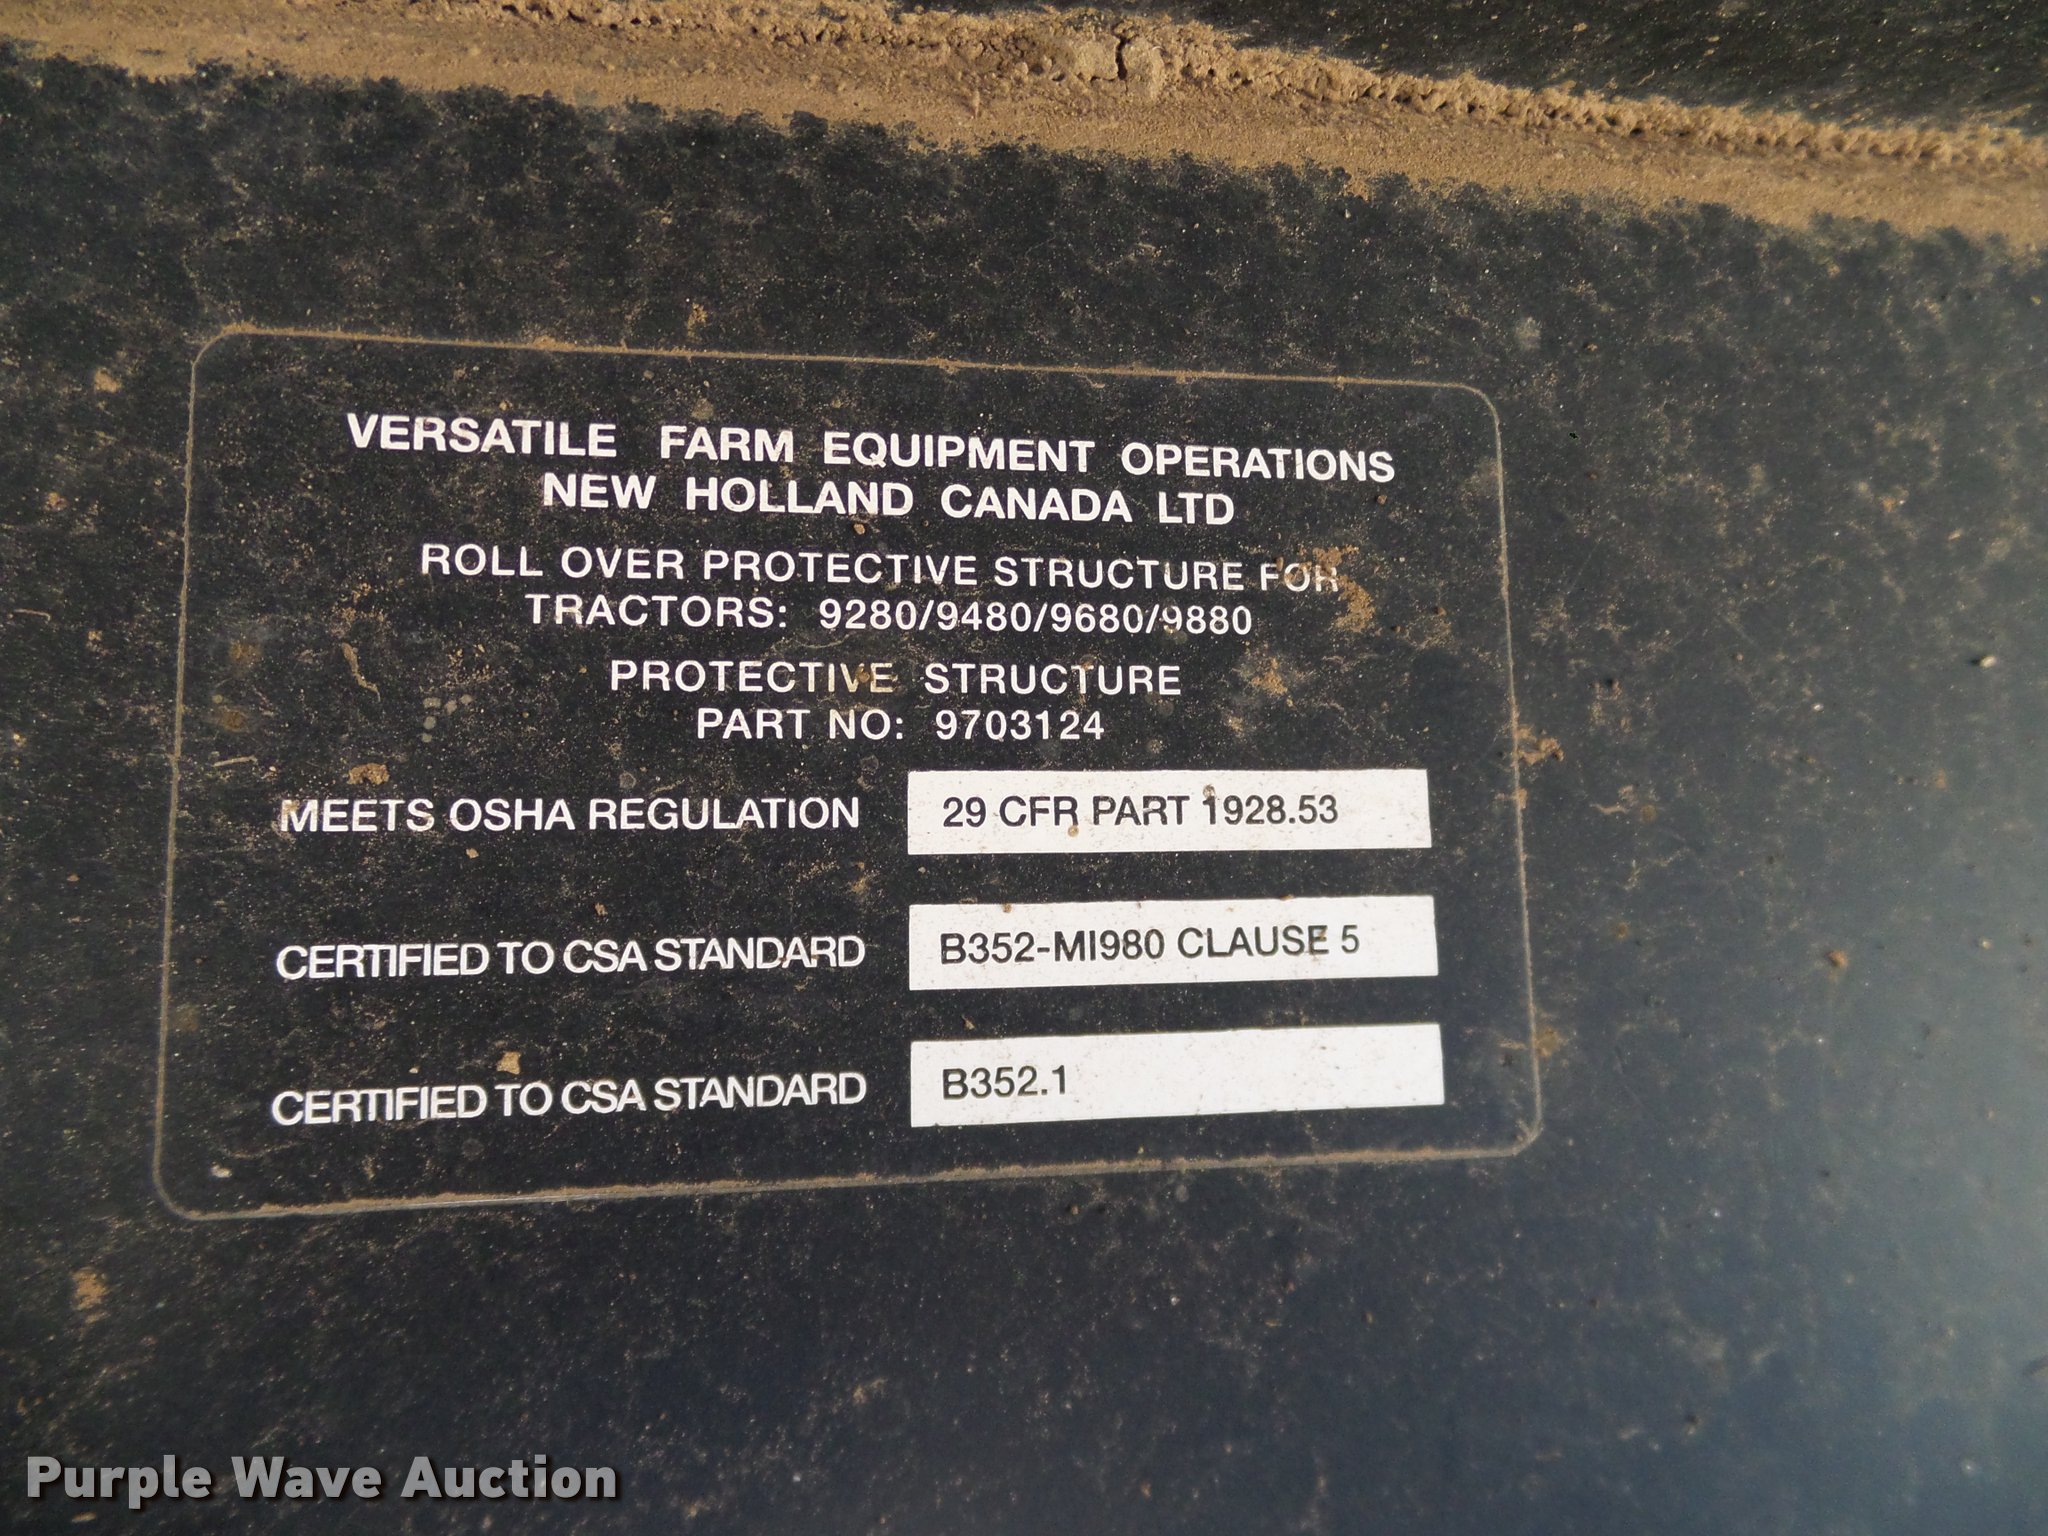 VERSATILE FARM EQUIPMENT OPERATIONS
NEW HOLLAND CANADA LTD
ROLL OVER PROTECTIVE STRUCTURE FOR
TRACTORS: 9280/9480/9680/9880
PROTECTIVE STRUCTURE
PART NO: 9703124
MEETS OSHA REGULATION 29 CFR PART 1928.53
CERTIFIED TO CSA STANDARD B352-MI980 CLAUSE 5
CERTIFIED TO CSA STANDARD B352.1
Purple Wave Auction